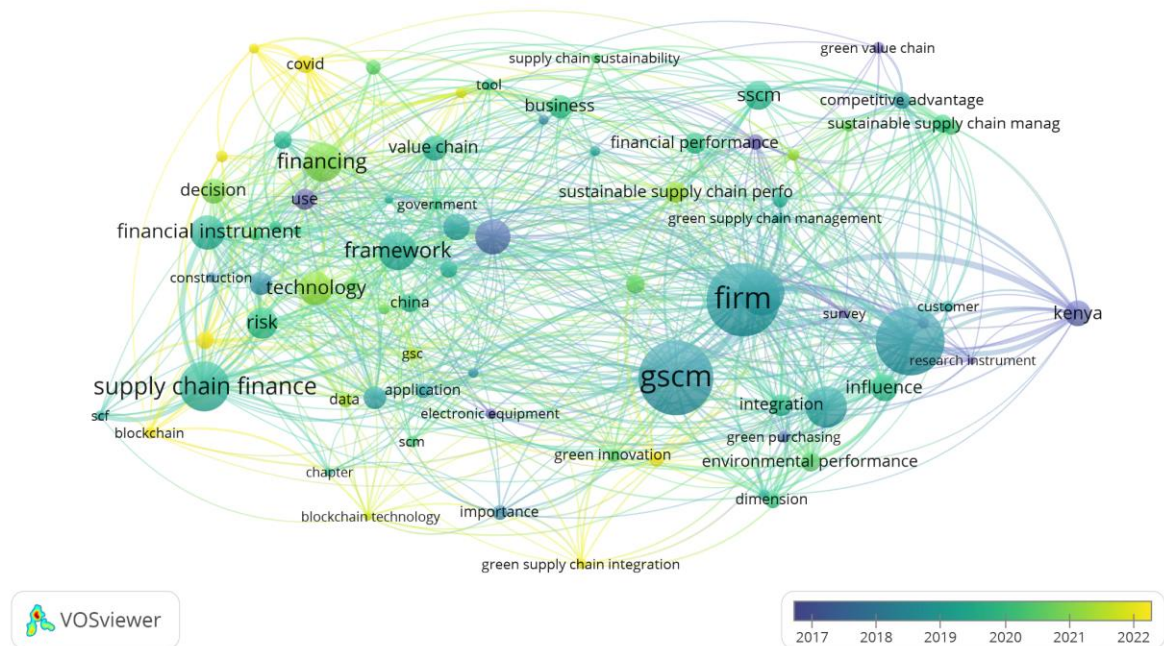 green value chain
supply chain sustainability
covid
tool
sscm
competitive advantage
business
sustainable supply chain manag
financial performance
value chain
financing
decision
sustainable supply chain perfo
use
government
green supply chain management
financial instrument
framework
construction
technology
firm
china
customer
kenya
survey
risk
gsc
research instrument
gscm
supply chain finance
application
influence
data
integration
scf
electronic equipment
blockchain
green purchasing
scm
green innovation
environmental performance
chapter
dimension
importance
blockchain technology
green supply chain integration
VOSviewer
2017 2018 2019 2020 2021 2022